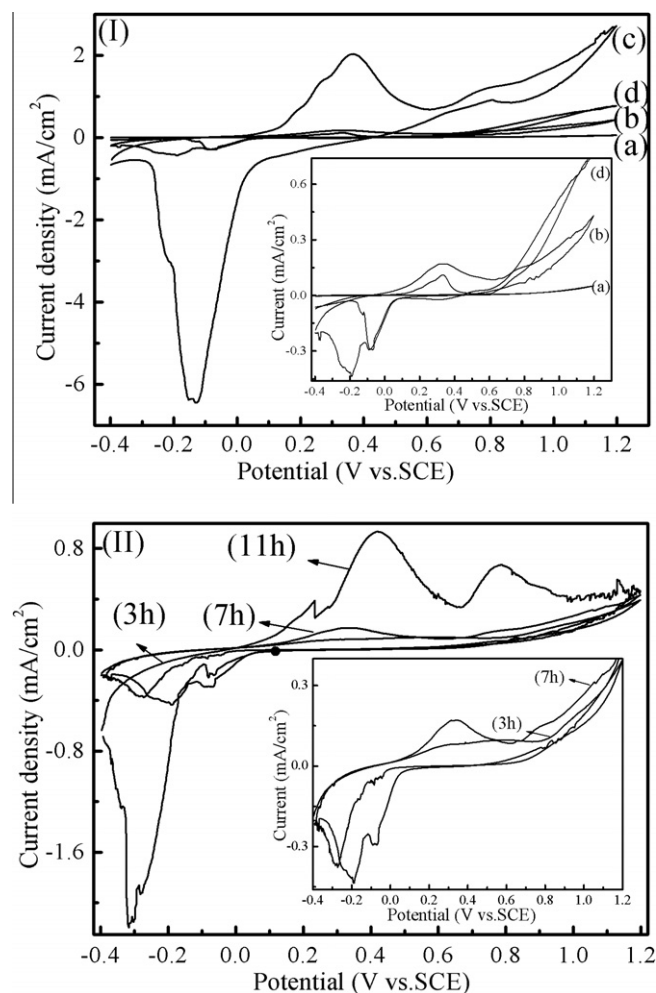 (I)
2
0
-2
-4
-6
Current density (mA/cm²)
(c)
(d)
(b)
(a)
0.6
0.3
0.0
-0.3
Current (mA/cm²)
(d)
(b)
(a)
-0.4 -0.2 0.0 0.2 0.4 0.6 0.8 1.0 1.2
Potential (V vs.SCE)
-0.4 -0.2 0.0 0.2 0.4 0.6 0.8 1.0 1.2
Potential (V vs.SCE)
(II)
0.8
0.0
-0.8
-1.6
Current density (mA/cm²)
(11h)
(3h)
(7h)
0.3
0.0
-0.3
Current (mA/cm²)
(7h)
(3h)
-0.4 -0.2 0.0 0.2 0.4 0.6 0.8 1.0 1.2
Potential (V vs.SCE)
-0.4 -0.2 0.0 0.2 0.4 0.6 0.8 1.0 1.2
Potential (V vs.SCE)